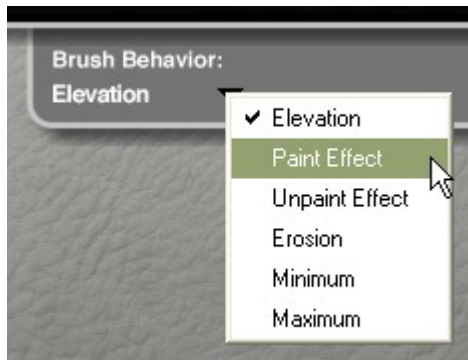 Brush Behavior:
Elevation
Elevation
Paint Effect
Unpaint Effect
Erosion
Minimum
Maximum